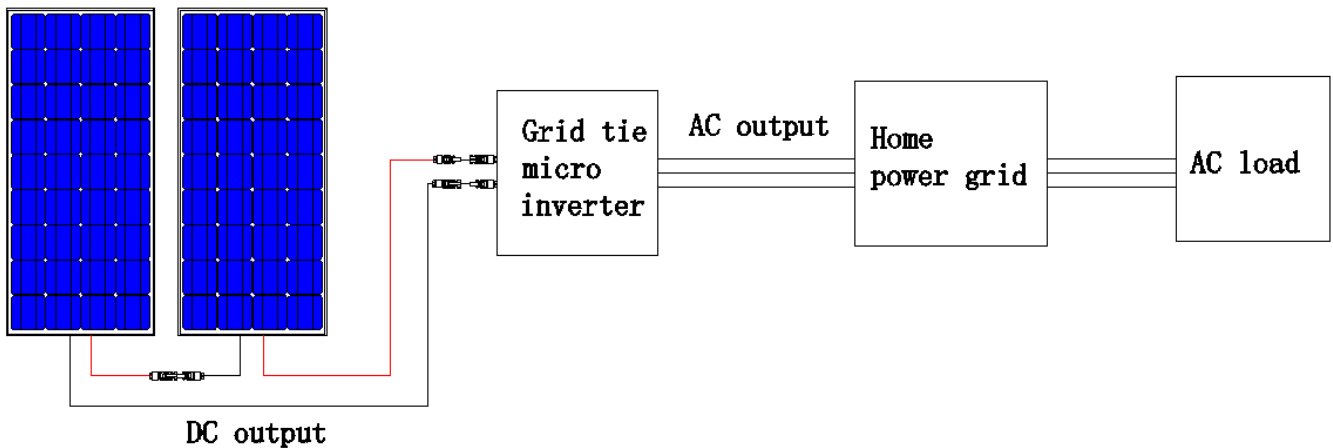 Grid tie
micro
inverter
AC output
Home
power grid
AC load
DC output